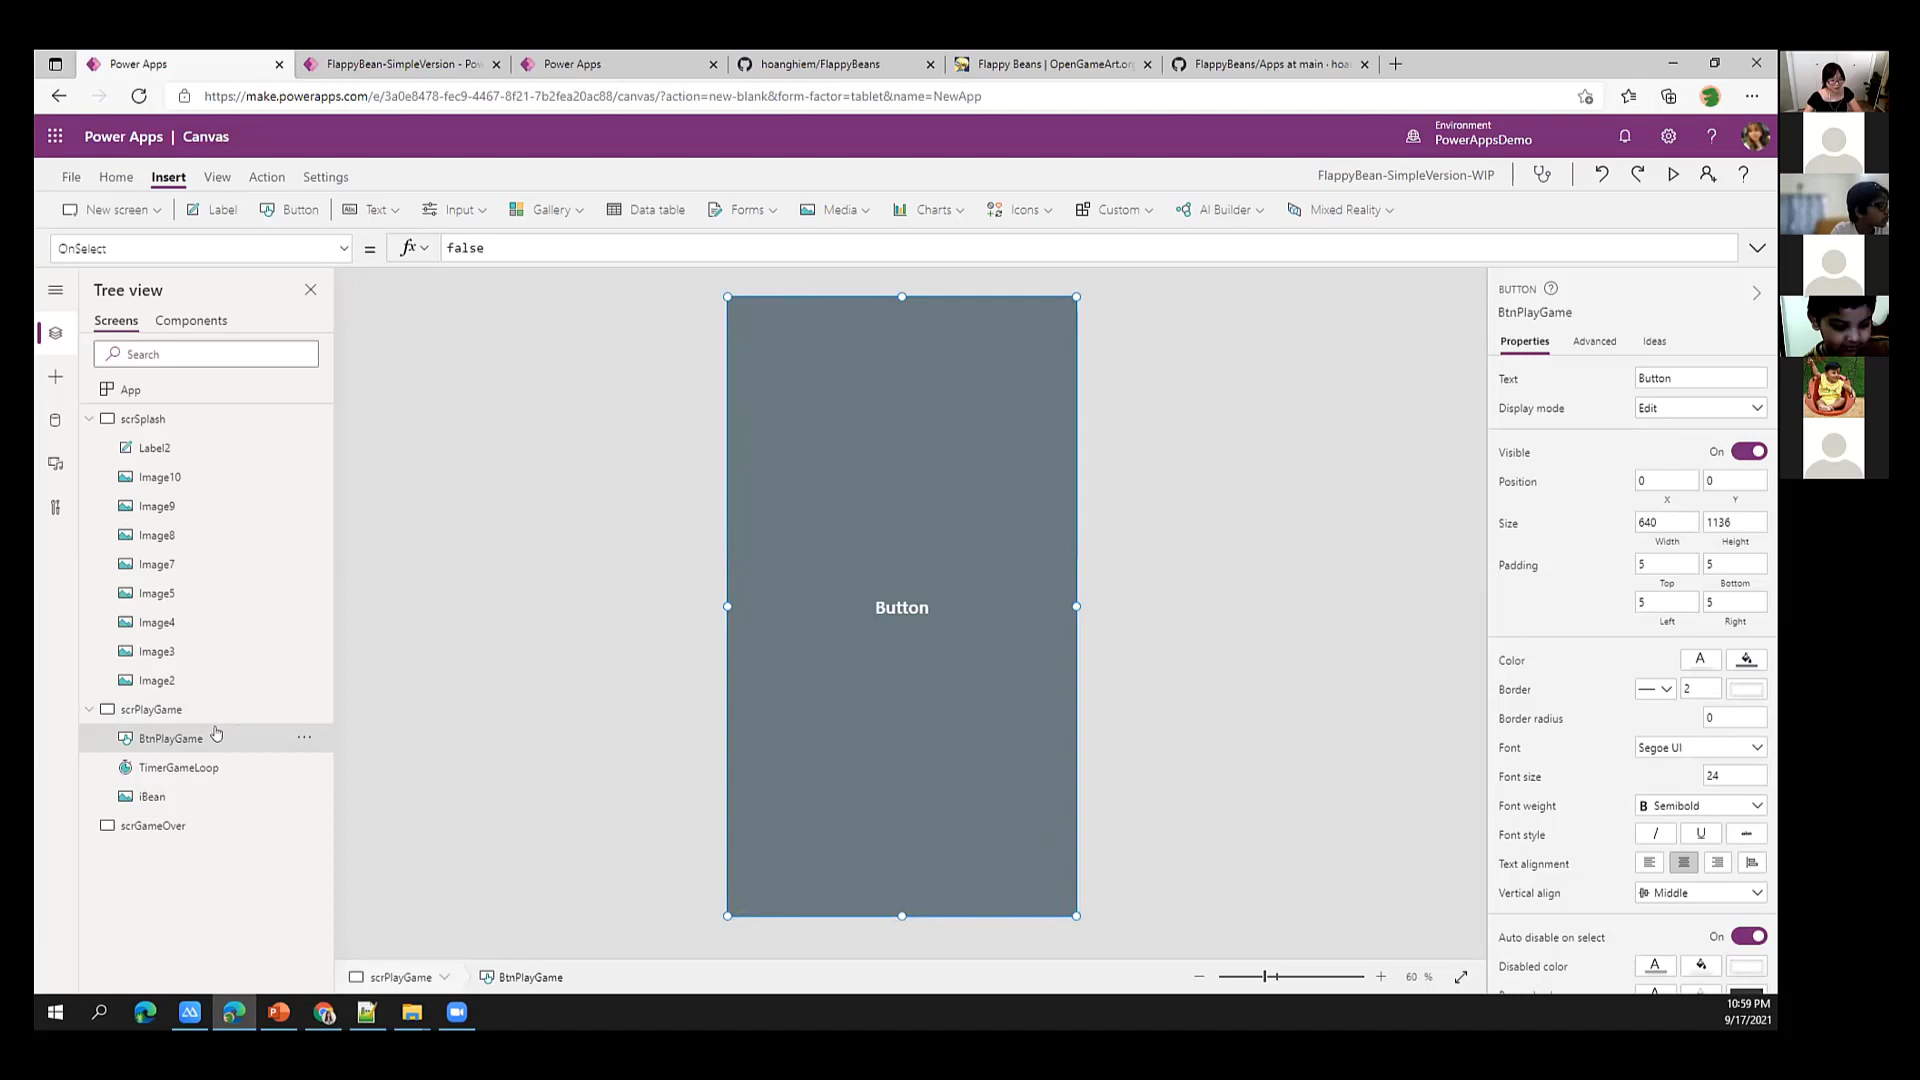 Power Apps
FlappyBean-SimpleVersion - Po
Power Apps
hoanghiem/FlappyBeans
Flappy Beans | OpenGameArt.or
FlappyBeans/Apps at main · hoa
https://make.powerapps.com/e/3a0e8478-fec9-4467-8f21-7b2fea20ac88/canvas/?action=new-blank&form-factor=tablet&name=NewApp
Power Apps | Canvas
Environment
PowerAppsDemo
File Home Insert View Action Settings
FlappyBean-SimpleVersion-WIP
New screen Label Button Text Input Gallery Data table Forms Media Charts Icons Custom AI Builder Mixed Reality
OnSelect = fx false
Tree view
Screens Components
Search
App
scrSplash
Label2
Image10
Image9
Image8
Image7
Image5
Image4
Image3
Image2
scrPlayGame
BtnPlayGame
TimerGameLoop
iBean
scrGameOver
Button
scrPlayGame BtnPlayGame
60 %
BUTTON
BtnPlayGame
Properties Advanced Ideas
Text Button
Display mode Edit
Visible On
Position 0 0
X Y
Size 640 1136
Width Height
Padding 5 5
Top Bottom
5 5
Left Right
Color A
Border 2
Border radius 0
Font Segoe UI
Font size 24
Font weight B Semibold
Font style / U
Text alignment
Vertical align Middle
Auto disable on select On
Disabled color A
10:59 PM
9/17/2021